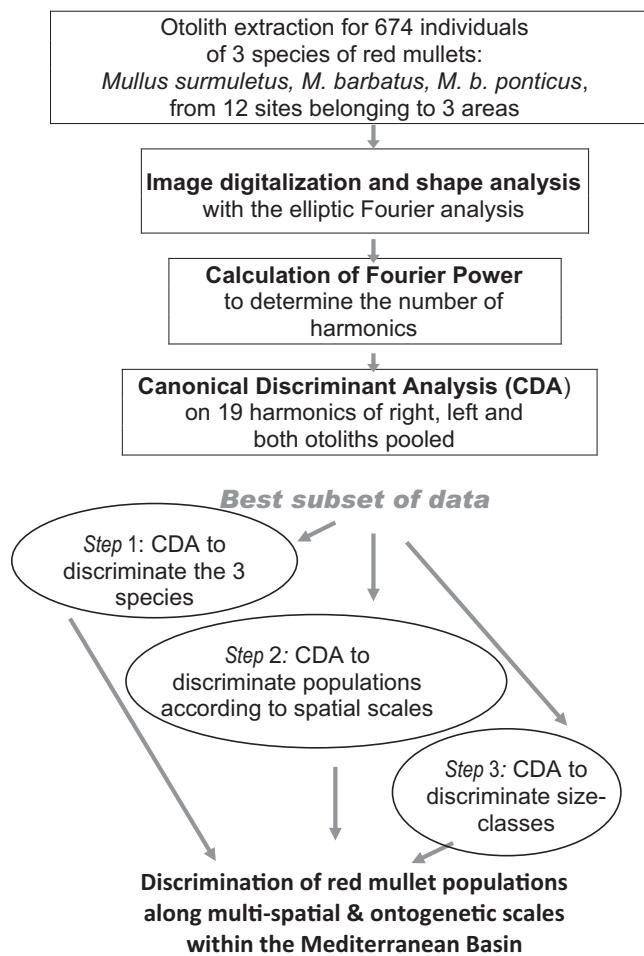 Otolith extraction for 674 individuals
of 3 species of red mullets:
Mullus surmuletus, M. barbatus, M. b. ponticus,
from 12 sites belonging to 3 areas
Image digitalization and shape analysis
with the elliptic Fourier analysis
Calculation of Fourier Power
to determine the number of
harmonics
Canonical Discriminant Analysis (CDA)
on 19 harmonics of right, left and
both otoliths pooled
Best subset of data
Step 1: CDA to
discriminate the 3
species
Step 2: CDA to
discriminate populations
according to spatial scales
Step 3: CDA to
discriminate size-
classes
Discrimination of red mullet populations
along multi-spatial & ontogenetic scales
within the Mediterranean Basin